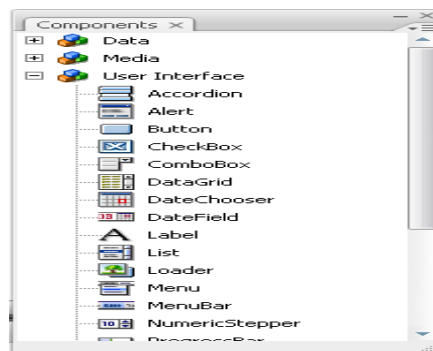 Components
Data
Media
User Interface
Accordion
Alert
Button
CheckBox
ComboBox
DataGrid
DateChooser
DateField
Label
List
Loader
Menu
MenuBar
NumericStepper
ProgressBar